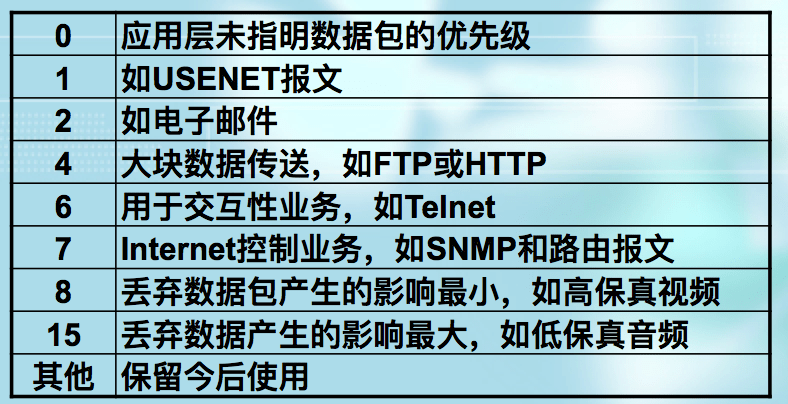 0 应用层未指明数据包的优先级
1 如USENET报文
2 如电子邮件
4 大块数据传送，如FTP或HTTP
6 用于交互性业务，如Telnet
7 Internet控制业务，如SNMP和路由报文
8 丢弃数据包产生的影响最小，如高保真视频
15 丢弃数据产生的影响最大，如低保真音频
其他 保留今后使用